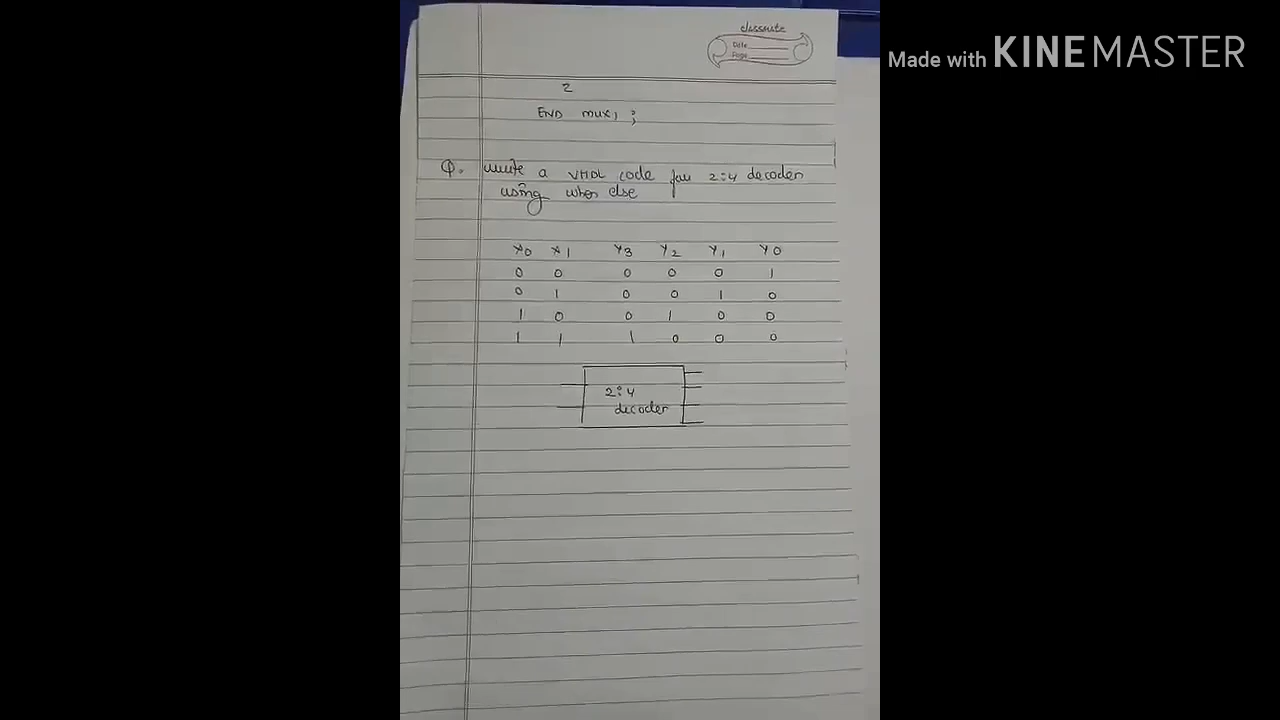 Made with KINEMASTER
classmate
Date
Page
2
END mux1 ;
Q. Write a VHDL code for 2:4 decoder
using when else
X0 X1 Y3 Y2 Y1 Y0
0 0 0 0 0 1
0 1 0 0 1 0
1 0 0 1 0 0
1 1 1 0 0 0
2:4
decoder